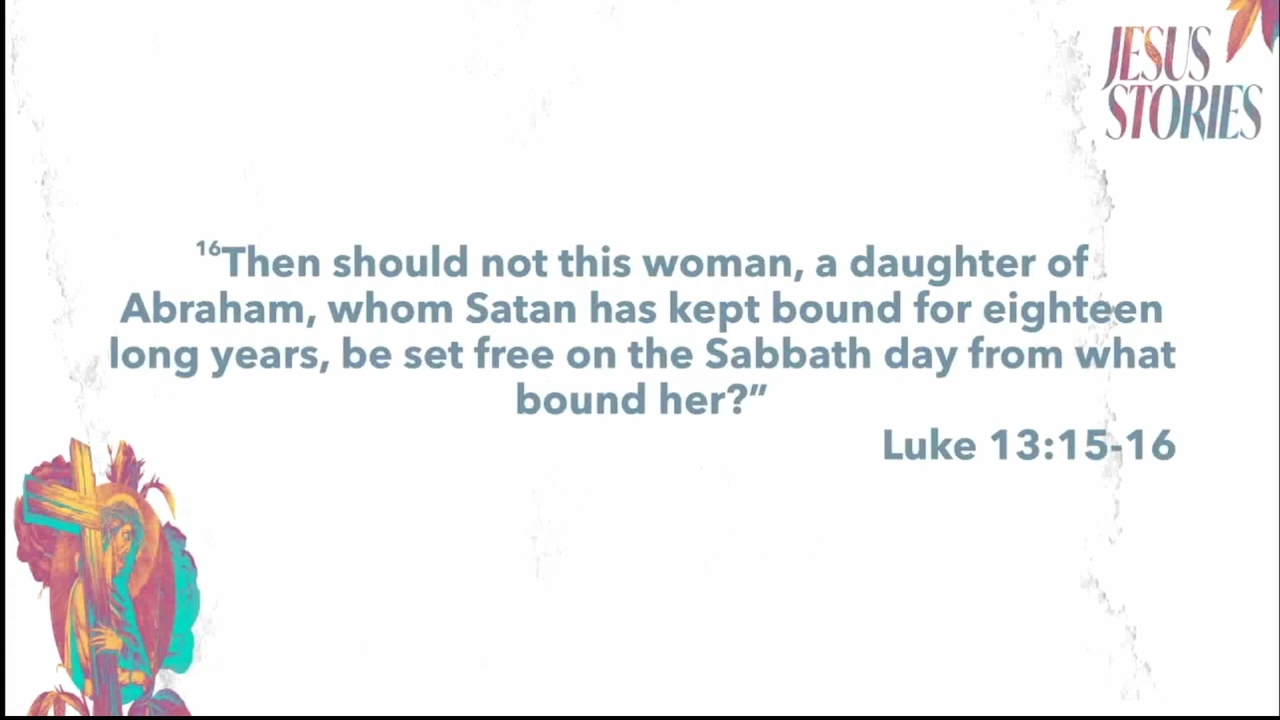 JESUS
STORIES
16Then should not this woman, a daughter of
Abraham, whom Satan has kept bound for eighteen
long years, be set free on the Sabbath day from what
bound her?”
Luke 13:15-16